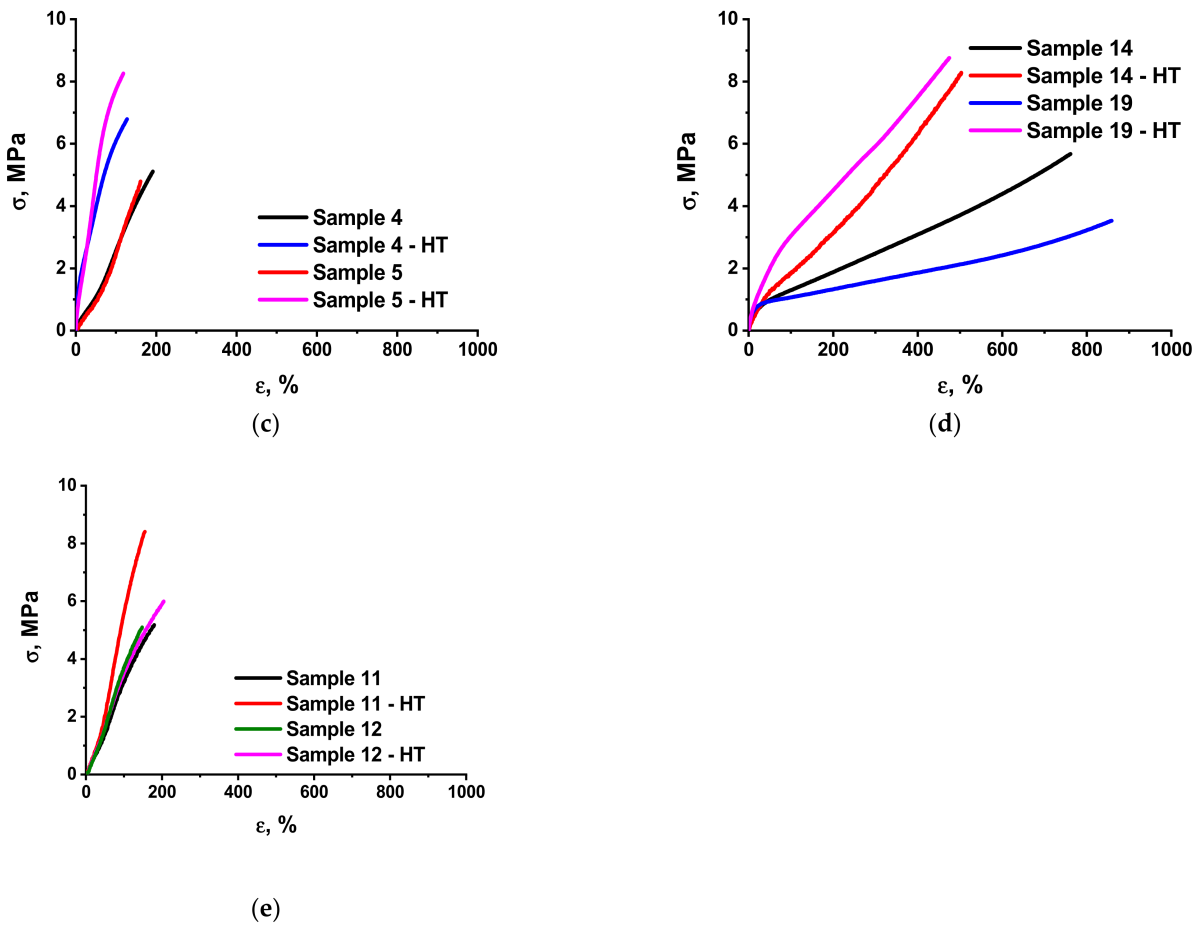 10
8
6
4
2
0
σ, MPa
Sample 4
Sample 4 - HT
Sample 5
Sample 5 - HT
0 200 400 600 800 1000
ε, %
(c)
10
8
6
4
2
0
σ, MPa
Sample 14
Sample 14 - HT
Sample 19
Sample 19 - HT
0 200 400 600 800 1000
ε, %
(d)
10
8
6
4
2
0
σ, MPa
Sample 11
Sample 11 - HT
Sample 12
Sample 12 - HT
0 200 400 600 800 1000
ε, %
(e)